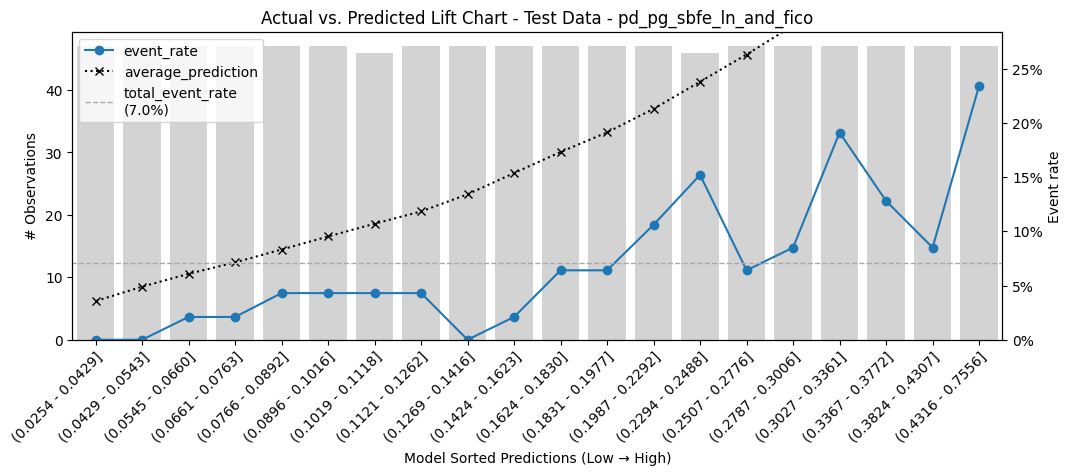 Actual vs. Predicted Lift Chart - Test Data - pd_pg_sbfe_ln_and_fico
event_rate
average_prediction
total_event_rate
(7.0%)
# Observations
40
30
20
10
0
Event rate
25%
20%
15%
10%
5%
0%
(0.0254 - 0.0429]
(0.0429 - 0.0543]
(0.0545 - 0.0660]
(0.0661 - 0.0763]
(0.0766 - 0.0892]
(0.0896 - 0.1016]
(0.1019 - 0.1118]
(0.1121 - 0.1262]
(0.1269 - 0.1416]
(0.1424 - 0.1623]
(0.1624 - 0.1830]
(0.1831 - 0.1977]
(0.1987 - 0.2292]
(0.2294 - 0.2488]
(0.2507 - 0.2776]
(0.2787 - 0.3006]
(0.3027 - 0.3361]
(0.3367 - 0.3772]
(0.3824 - 0.4307]
(0.4316 - 0.7556]
Model Sorted Predictions (Low → High)